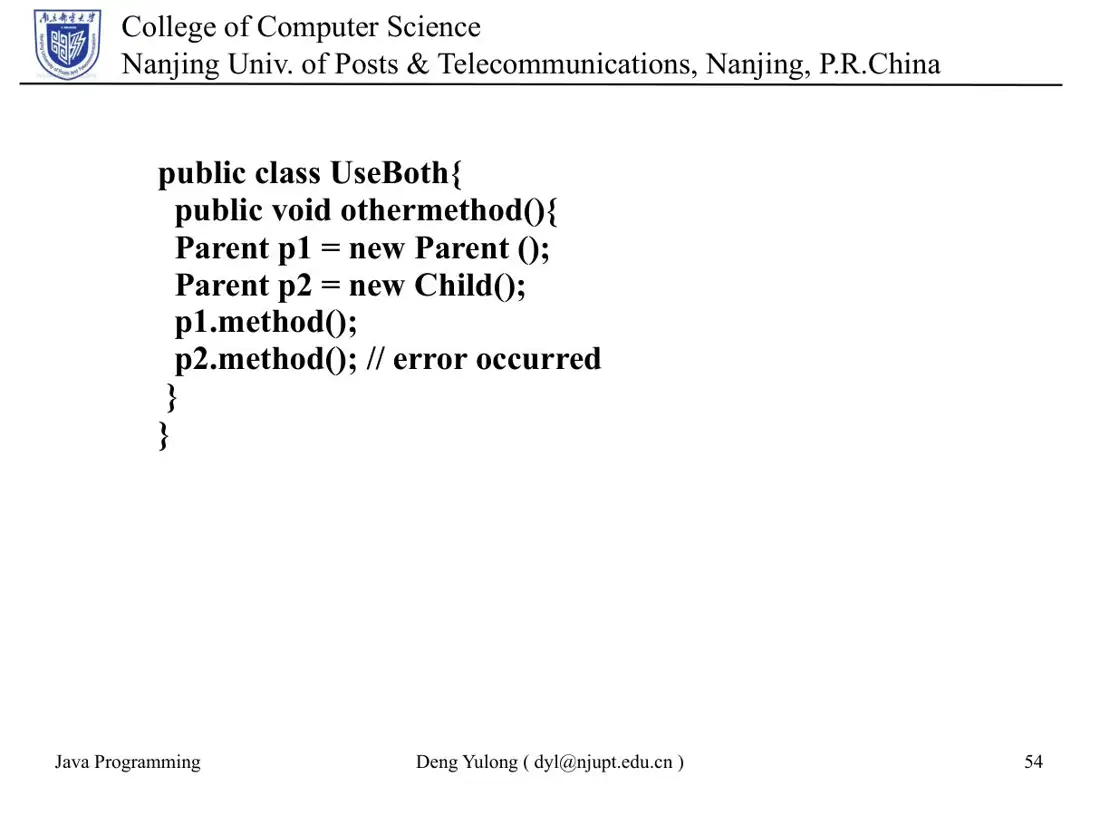 College of Computer Science
Nanjing Univ. of Posts & Telecommunications, Nanjing, P.R.China
public class UseBoth{
public void othermethod(){
Parent p1 = new Parent ();
Parent p2 = new Child();
p1.method();
p2.method(); // error occurred
}
}
Java Programming
Deng Yulong ( dyl@njupt.edu.cn )
54